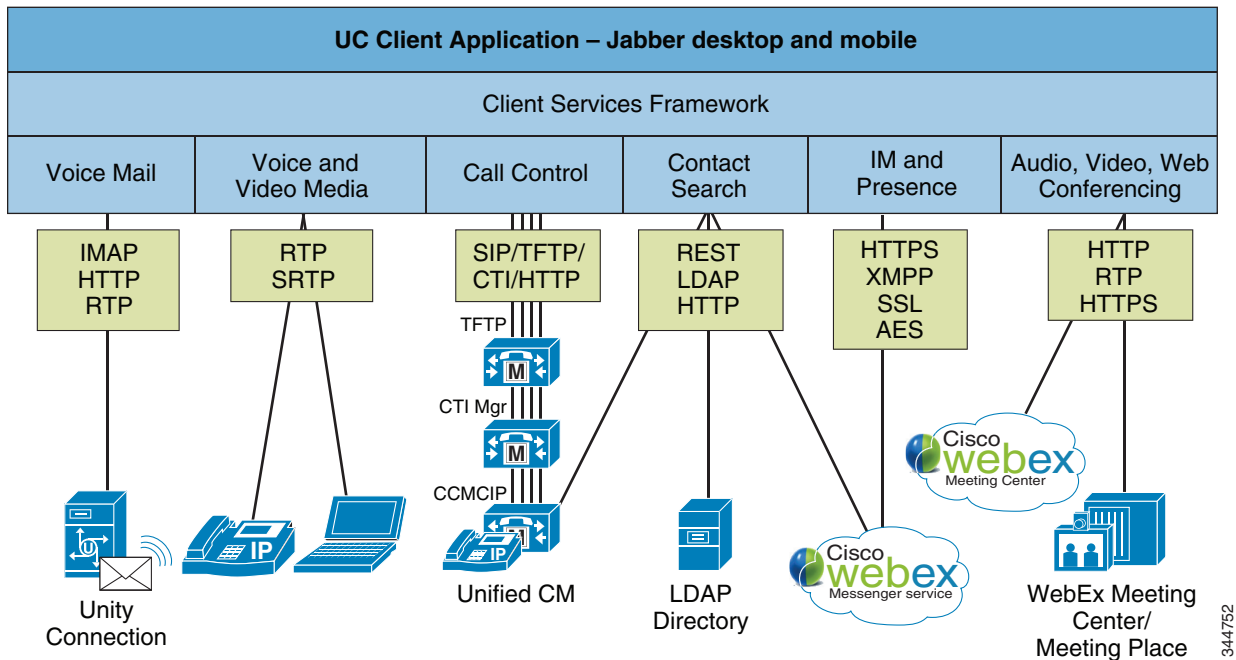 UC Client Application – Jabber desktop and mobile
Client Services Framework
Voice Mail
Voice and
Video Media
Call Control
Contact
Search
IM and
Presence
Audio, Video, Web
Conferencing
IMAP
HTTP
RTP
RTP
SRTP
SIP/TFTP/
CTI/HTTP
REST
LDAP
HTTP
HTTPS
XMPP
SSL
AES
HTTP
RTP
HTTPS
TFTP
M
CTI Mgr
M
CCMCIP
M
IP
U
IP
Cisco
webex
Meeting Center
Cisco
webex
Messenger service
Unity
Connection
Unified CM
LDAP
Directory
WebEx Meeting
Center/
Meeting Place
344752